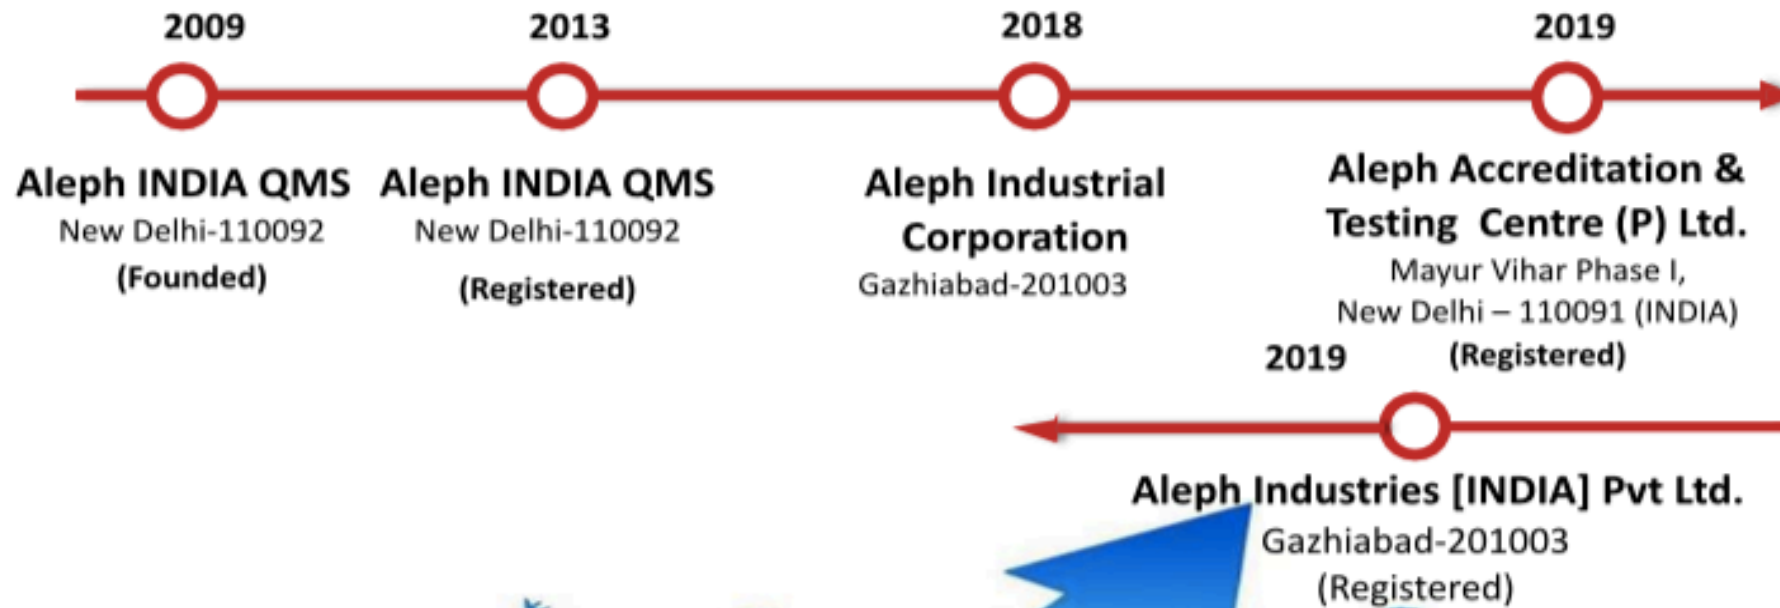 2009
2013
2018
2019
Aleph INDIA QMS
New Delhi-110092
(Founded)
Aleph INDIA QMS
New Delhi-110092
(Registered)
Aleph Industrial
Corporation
Gazhiabad-201003
Aleph Accreditation &
Testing Centre (P) Ltd.
Mayur Vihar Phase I,
New Delhi – 110091 (INDIA)
(Registered)
2019
Aleph Industries [INDIA] Pvt Ltd.
Gazhiabad-201003
(Registered)